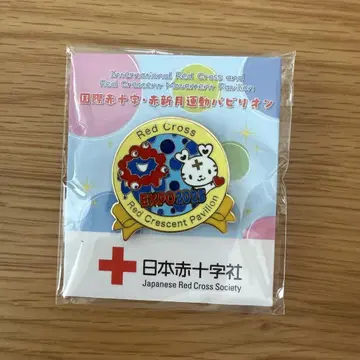 International Red Cross and
Red Crescent Movement Pavilion
国際赤十字・赤新月運動パビリオン
Red Cross
EXPO2025
Red Crescent Pavilion
日本赤十字社
Japanese Red Cross Society